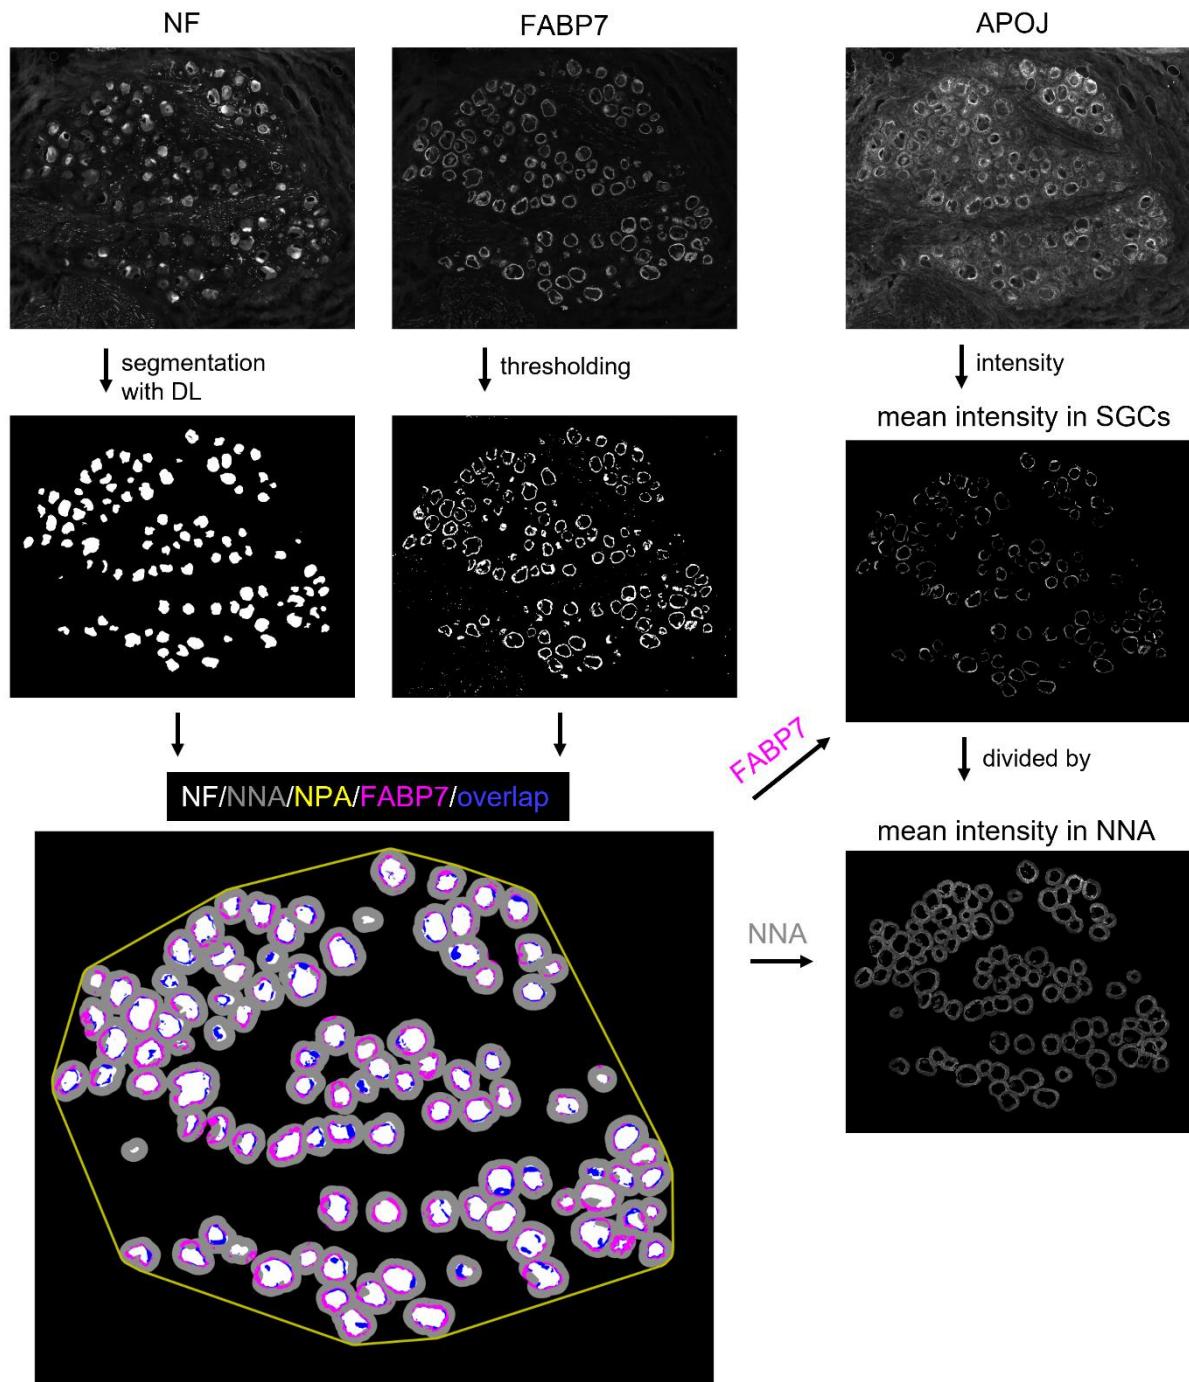 NF
FABP7
APOJ
segmentation
with DL
thresholding
intensity
mean intensity in SGCs
FABP7
divided by
NF/NNA/NPA/FABP7/overlap
mean intensity in NNA
NNA